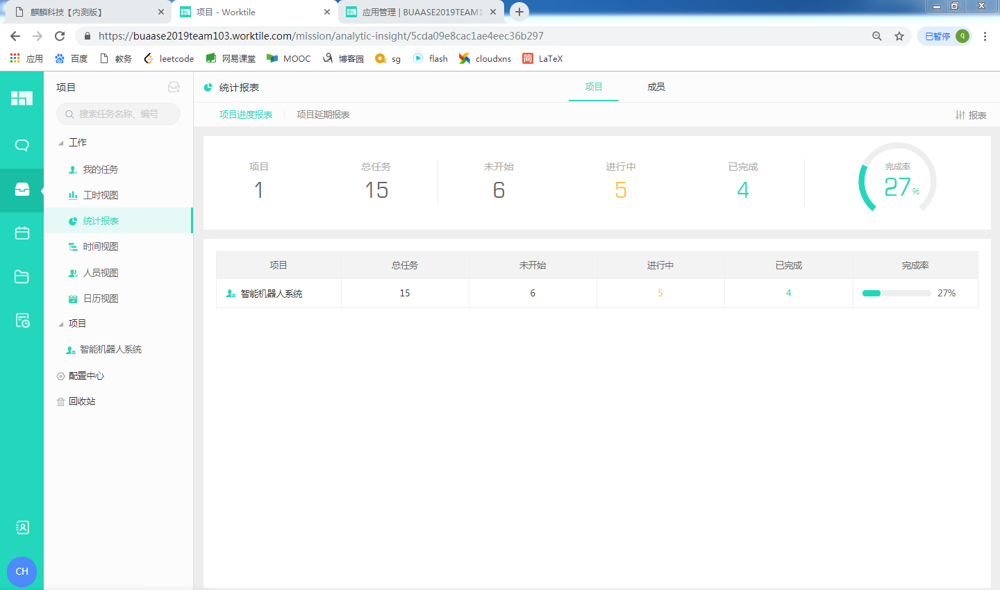 麒麟科技【内测版】
项目 - Worktile
应用管理 | BUAASE2019TEAM1
https://buaase2019team103.worktile.com/mission/analytic-insight/5cda09e8cac1ae4eec36b297
已暂停 q
应用 百度 教务 leetcode 网易课堂 MOOC 博客园 sg flash cloudxns 简 LaTeX
项目
搜索任务名称、编号
工作
我的任务
工时视图
统计报表
时间视图
人员视图
日历视图
项目
智能机器人系统
配置中心
回收站
CH
统计报表 项目 成员
项目进度报表 项目延期报表 报表
项目 总任务 未开始 进行中 已完成 完成率
1 15 6 5 4 27%
项目 总任务 未开始 进行中 已完成 完成率
智能机器人系统 15 6 5 4 27%